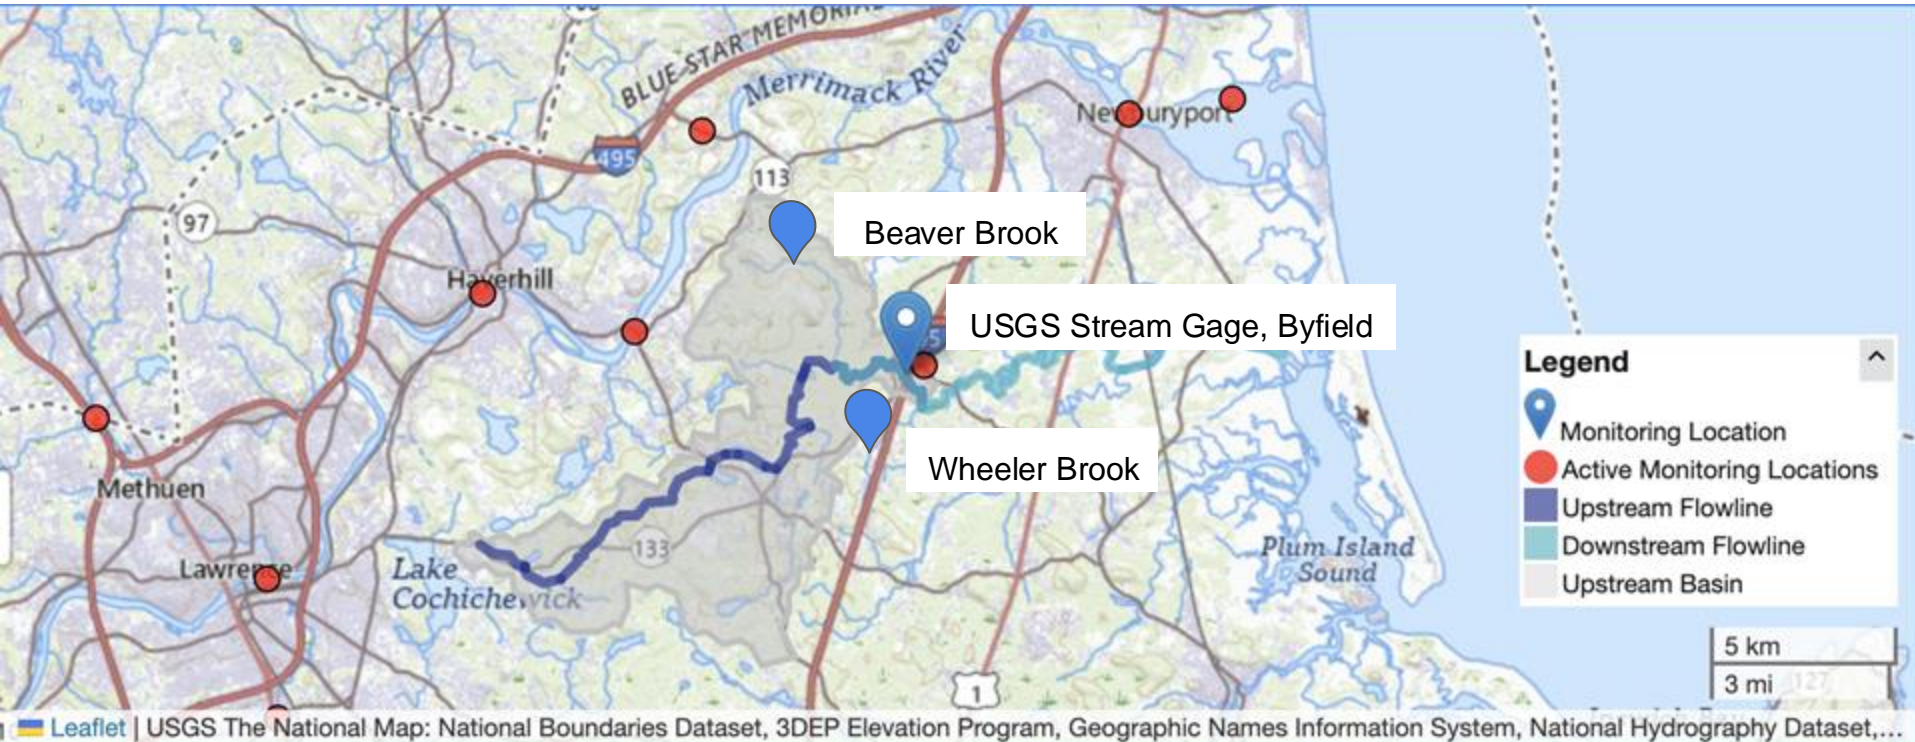 BLUE STAR MEMORIAL
Merrimack River
Newburyport
495
113
97
Beaver Brook
Haverhill
USGS Stream Gage, Byfield
Legend
Monitoring Location
Active Monitoring Locations
Upstream Flowline
Downstream Flowline
Upstream Basin
Wheeler Brook
Methuen
133
Lawrence
Lake
Cochichewick
Plum Island
Sound
5 km
3 mi
1
127
Leaflet | USGS The National Map: National Boundaries Dataset, 3DEP Elevation Program, Geographic Names Information System, National Hydrography Dataset,...